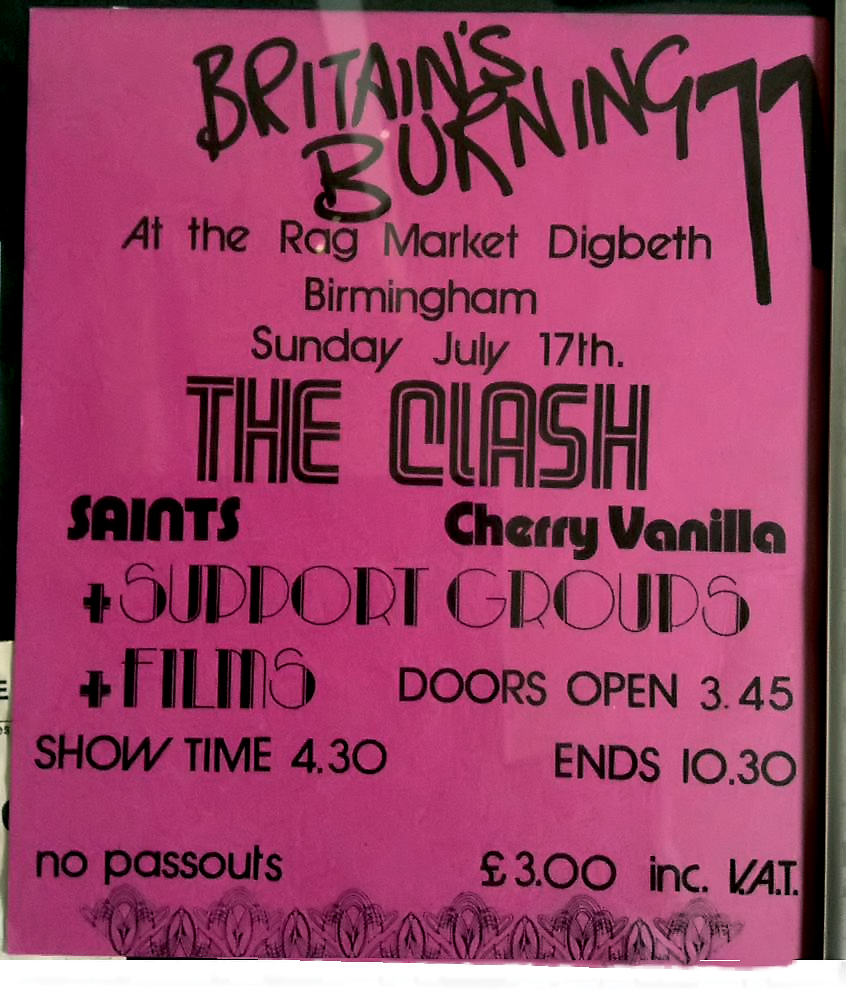 BRITAIN'S
BURNING 77
At the Rag Market Digbeth
Birmingham
Sunday July 17th.
THE CLASH
SAINTS Cherry Vanilla
+SUPPORT GROUPS
+FILMS DOORS OPEN 3.45
SHOW TIME 4.30 ENDS 10.30
no passouts £3.00 inc. V.A.T.
E